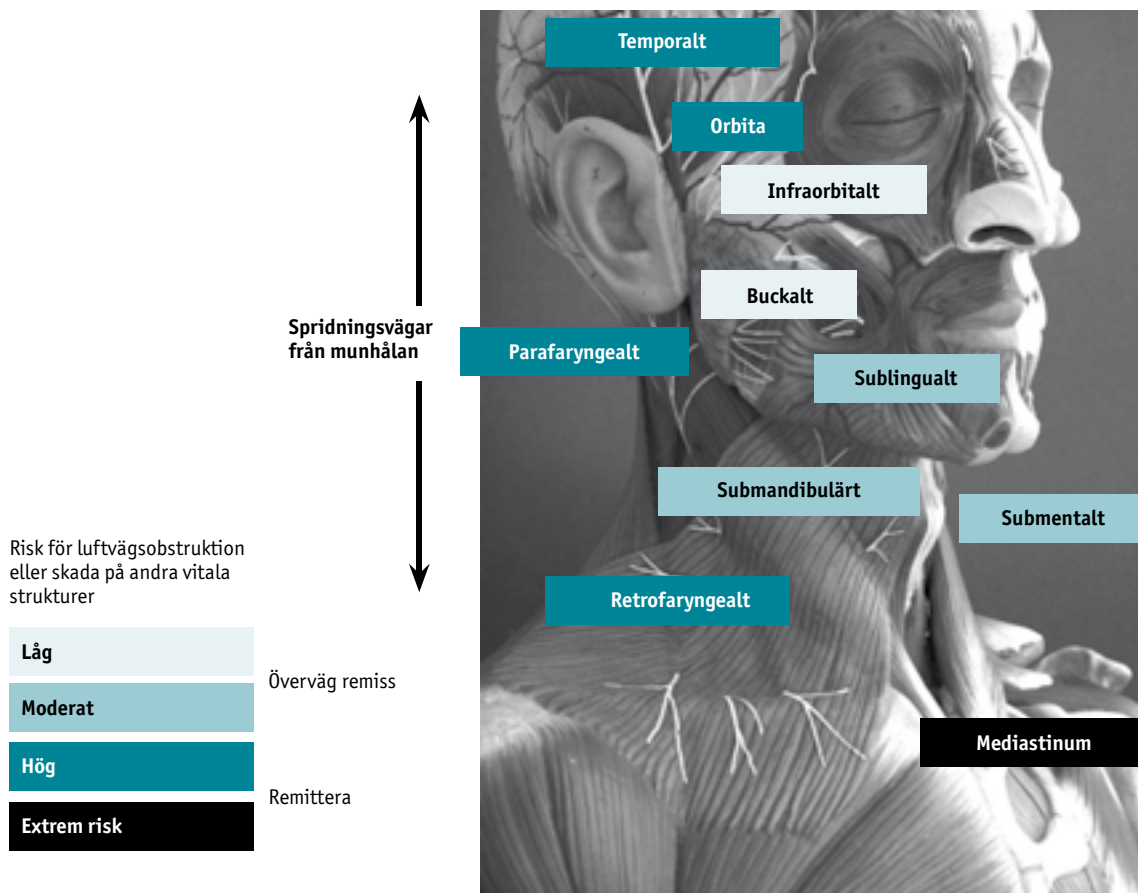 Temporalt
Orbita
Infraorbitalt
Buckalt
Spridningsvägar
från munhålan
Parafaryngealt
Sublingualt
Submandibulärt
Submentalt
Risk för luftvägsobstruktion
eller skada på andra vitala
strukturer
Retrofaryngealt
Låg
Överväg remiss
Moderat
Mediastinum
Hög
Remittera
Extrem risk